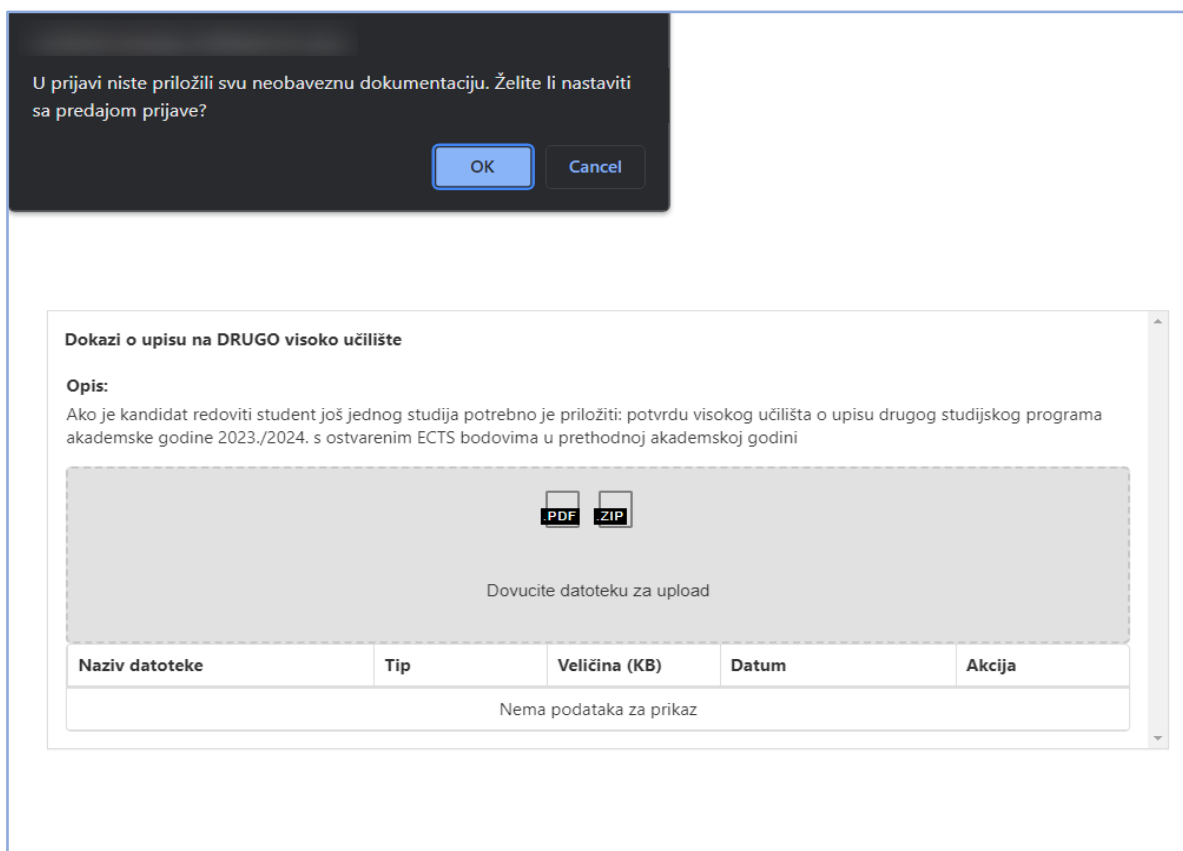 U prijavi niste priložili svu neobaveznu dokumentaciju. Želite li nastaviti
sa predajom prijave?
OK Cancel
Dokazi o upisu na DRUGO visoko učilište
Opis:
Ako je kandidat redoviti student još jednog studija potrebno je priložiti: potvrdu visokog učilišta o upisu drugog studijskog programa
akademske godine 2023./2024. s ostvarenim ECTS bodovima u prethodnoj akademskoj godini
.PDF .ZIP
Dovucite datoteku za upload
Naziv datoteke Tip Veličina (KB) Datum Akcija
Nema podataka za prikaz